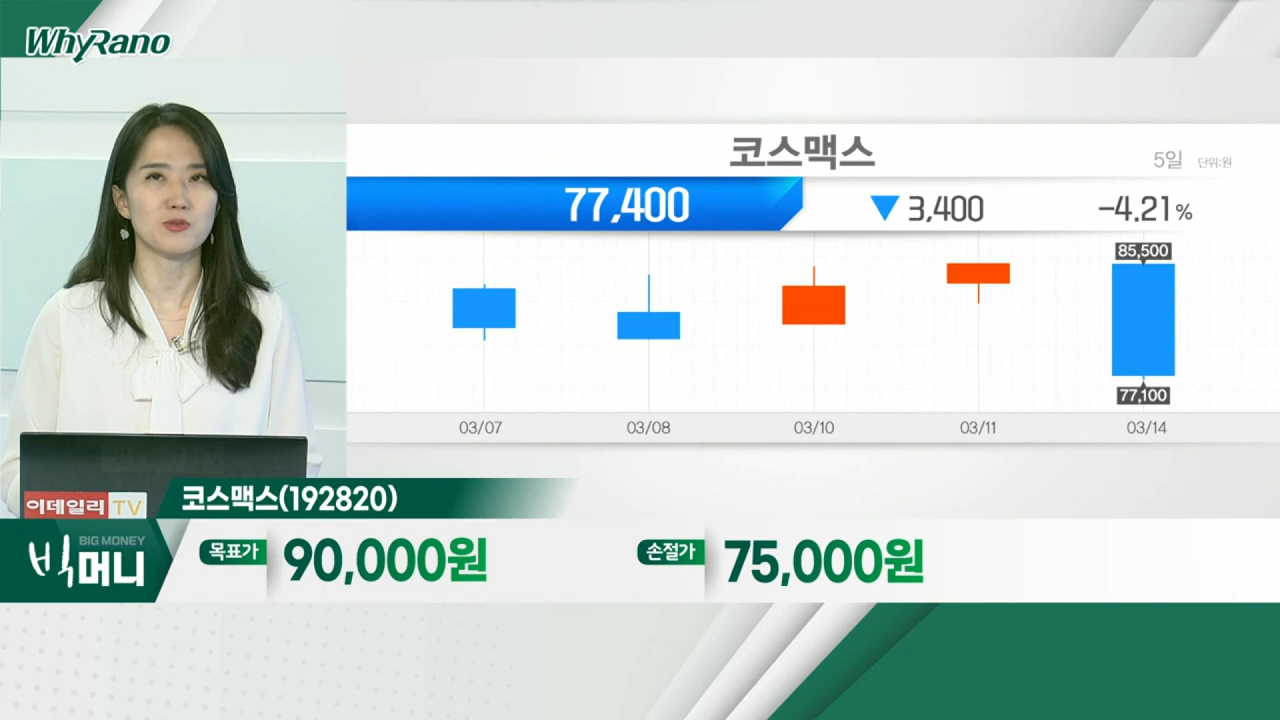 WhyRano
코스맥스
5일 단위:원
77,400 ▼3,400 -4.21%
85,500
77,100
03/07 03/08 03/10 03/11 03/14
이데일리TV
코스맥스(192820)
BIG MONEY
빅머니
목표가 90,000원 손절가 75,000원